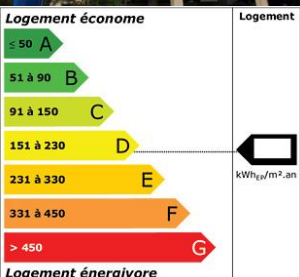 Logement économe
Logement
≤ 50 A
51 à 90 B
91 à 150 C
151 à 230 D
231 à 330 E
331 à 450 F
> 450 G
kWhEP/m².an
Logement énergivore